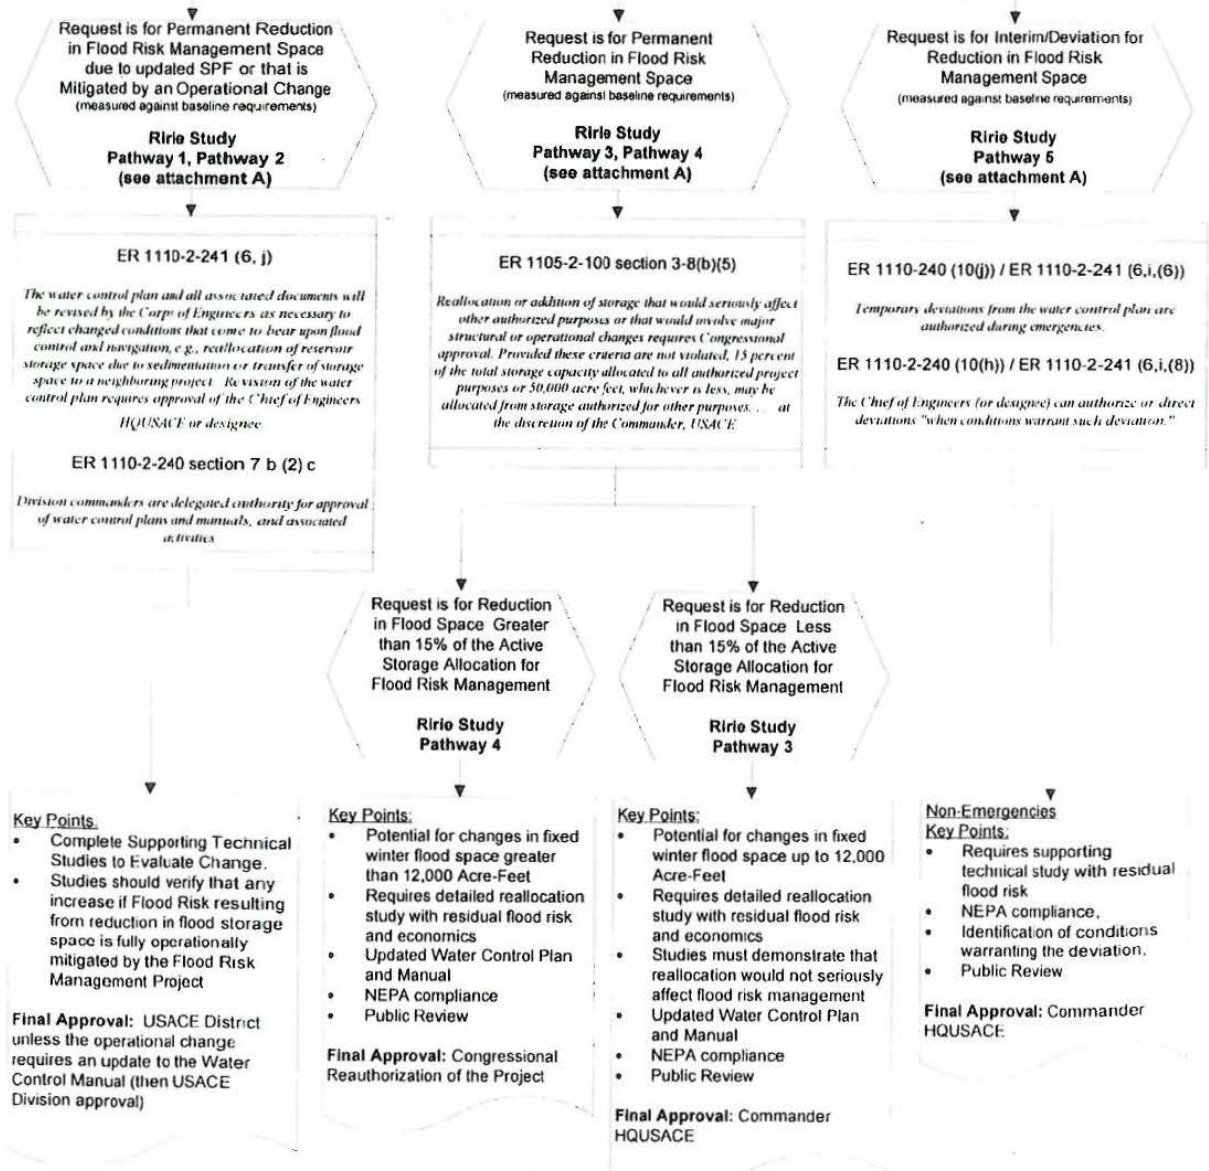 Request is for Permanent Reduction
in Flood Risk Management Space
due to updated SPF or that is
Mitigated by an Operational Change
(measured against baseline requirements)
Ririe Study
Pathway 1, Pathway 2
(see attachment A)
Request is for Permanent
Reduction in Flood Risk
Management Space
(measured against baseline requirements)
Ririe Study
Pathway 3, Pathway 4
(see attachment A)
Request is for Interim/Deviation for
Reduction in Flood Risk
Management Space
(measured against baseline requirements)
Ririe Study
Pathway 5
(see attachment A)
ER 1110-2-241 (6, j)
The water control plan and all associated documents will
be revised by the Corps of Engineers as necessary to
reflect changed conditions that come to bear upon flood
control and navigation, e.g., reallocation of reservoir
storage space due to sedimentation or transfer of storage
space to a neighboring project. Revision of the water
control plan requires approval of the Chief of Engineers
HQUSACE or designee
ER 1110-2-240 section 7 b (2) c
Division commanders are delegated authority for approval
of water control plans and manuals, and associated
activities
ER 1105-2-100 section 3-8(b)(5)
Reallocation or addition of storage that would seriously affect
other authorized purposes or that would involve major
structural or operational changes requires Congressional
approval. Provided these criteria are not violated, 15 percent
of the total storage capacity allocated to all authorized project
purposes or 50,000 acre feet, whichever is less, may be
allocated from storage authorized for other purposes. . . at
the discretion of the Commander, USACE
ER 1110-240 (10(j)) / ER 1110-2-241 (6,i,(6))
Temporary deviations from the water control plan are
authorized during emergencies.
ER 1110-2-240 (10(h)) / ER 1110-2-241 (6,i,(8))
The Chief of Engineers (or designee) can authorize or direct
deviations "when conditions warrant such deviation."
Request is for Reduction
in Flood Space Greater
than 15% of the Active
Storage Allocation for
Flood Risk Management
Ririe Study
Pathway 4
Request is for Reduction
in Flood Space Less
than 15% of the Active
Storage Allocation for
Flood Risk Management
Ririe Study
Pathway 3
Key Points.
• Complete Supporting Technical
Studies to Evaluate Change.
• Studies should verify that any
increase if Flood Risk resulting
from reduction in flood storage
space is fully operationally
mitigated by the Flood Risk
Management Project
Final Approval: USACE District
unless the operational change
requires an update to the Water
Control Manual (then USACE
Division approval)
Key Points:
• Potential for changes in fixed
winter flood space greater
than 12,000 Acre-Feet
• Requires detailed reallocation
study with residual flood risk
and economics
• Updated Water Control Plan
and Manual
• NEPA compliance
• Public Review
Final Approval: Congressional
Reauthorization of the Project
Key Points:
• Potential for changes in fixed
winter flood space up to 12,000
Acre-Feet
• Requires detailed reallocation
study with residual flood risk
and economics
• Studies must demonstrate that
reallocation would not seriously
affect flood risk management
• Updated Water Control Plan
and Manual
• NEPA compliance
• Public Review
Final Approval: Commander
HQUSACE
Non-Emergencies
Key Points:
• Requires supporting
technical study with residual
flood risk
• NEPA compliance.
• Identification of conditions
warranting the deviation.
• Public Review
Final Approval: Commander
HQUSACE